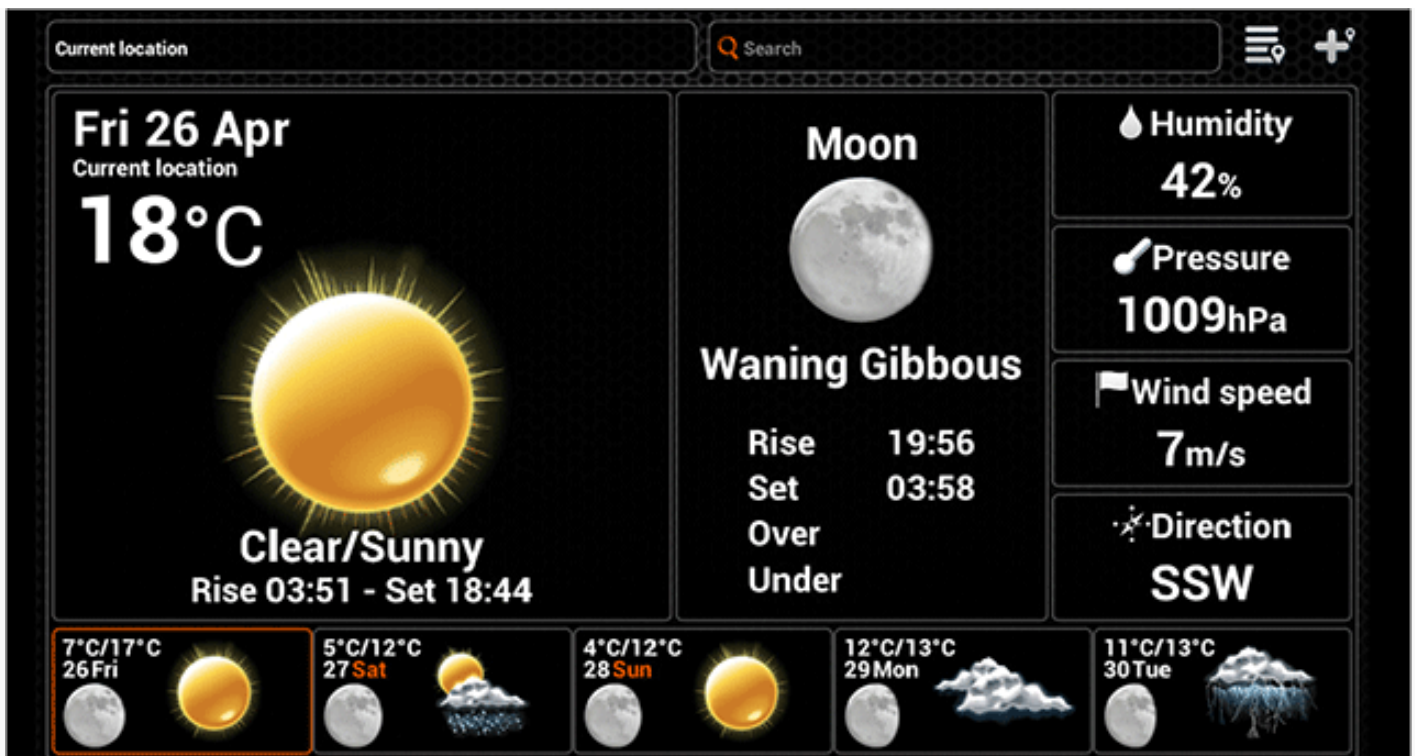 Current location
Search
Fri 26 Apr
Current location
18°C
Clear/Sunny
Rise 03:51 - Set 18:44
Moon
Waning Gibbous
Rise 19:56
Set 03:58
Over
Under
Humidity
42%
Pressure
1009hPa
Wind speed
7m/s
Direction
SSW
7°C/17°C
26 Fri
5°C/12°C
27 Sat
4°C/12°C
28 Sun
12°C/13°C
29 Mon
11°C/13°C
30 Tue